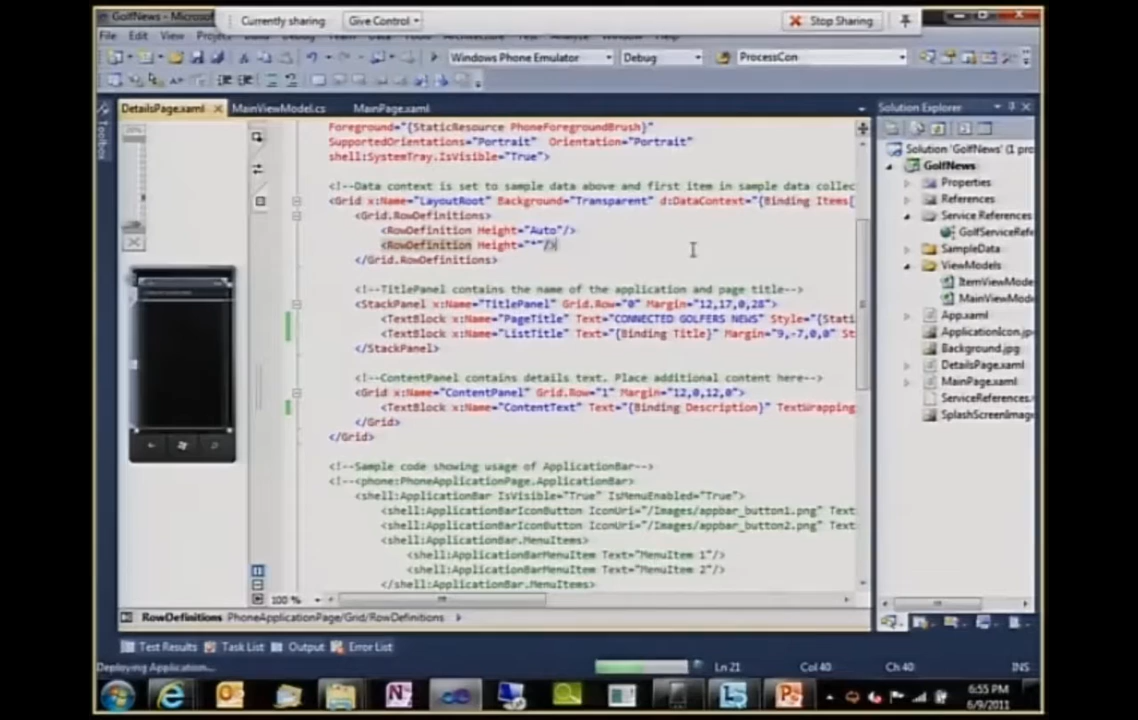 GolfNews - Microsoft
Currently sharing
Give Control
Stop Sharing
File Edit View
Windows Phone Emulator
Debug
ProcessCon
DetailsPage.xaml
MainViewModel.cs
MainPage.xaml
Solution Explorer
Toolbox
Foreground="{StaticResource PhoneForegroundBrush}"
SupportedOrientations="Portrait" Orientation="Portrait"
shell:SystemTray.IsVisible="True">
<!--Data context is set to sample data above and first item in sample data collec
<Grid x:Name="LayoutRoot" Background="Transparent" d:DataContext="{Binding Items[
<Grid.RowDefinitions>
<RowDefinition Height="Auto"/>
<RowDefinition Height="*"/>
</Grid.RowDefinitions>
<!--TitlePanel contains the name of the application and page title-->
<StackPanel x:Name="TitlePanel" Grid.Row="0" Margin="12,17,0,28">
<TextBlock x:Name="PageTitle" Text="CONNECTED GOLFERS NEWS" Style="{Stati
<TextBlock x:Name="ListTitle" Text="{Binding Title}" Margin="9,-7,0,0" St
</StackPanel>
<!--ContentPanel contains details text. Place additional content here-->
<Grid x:Name="ContentPanel" Grid.Row="1" Margin="12,0,12,0">
<TextBlock x:Name="ContentText" Text="{Binding Description}" TextWrapping
</Grid>
</Grid>
<!--Sample code showing usage of ApplicationBar-->
<!--<phone:PhoneApplicationPage.ApplicationBar>
<shell:ApplicationBar IsVisible="True" IsMenuEnabled="True">
<shell:ApplicationBarIconButton IconUri="/Images/appbar_button1.png" Text
<shell:ApplicationBarIconButton IconUri="/Images/appbar_button2.png" Text
<shell:ApplicationBar.MenuItems>
<shell:ApplicationBarMenuItem Text="MenuItem 1"/>
<shell:ApplicationBarMenuItem Text="MenuItem 2"/>
</shell:ApplicationBar.MenuItems>
100 %
RowDefinitions PhoneApplicationPage/Grid/RowDefinitions
Solution 'GolfNews' (1 pro
GolfNews
Properties
References
Service References
GolfServiceRef
SampleData
ViewModels
ItemViewMode
MainViewMode
App.xaml
ApplicationIcon.jp
Background.jpg
DetailsPage.xaml
MainPage.xaml
ServiceReferences.
SplashScreenImage
Test Results Task List Output Error List
Deploying Application...
Ln 21 Col 40 Ch 40 INS
6:55 PM
6/9/2011